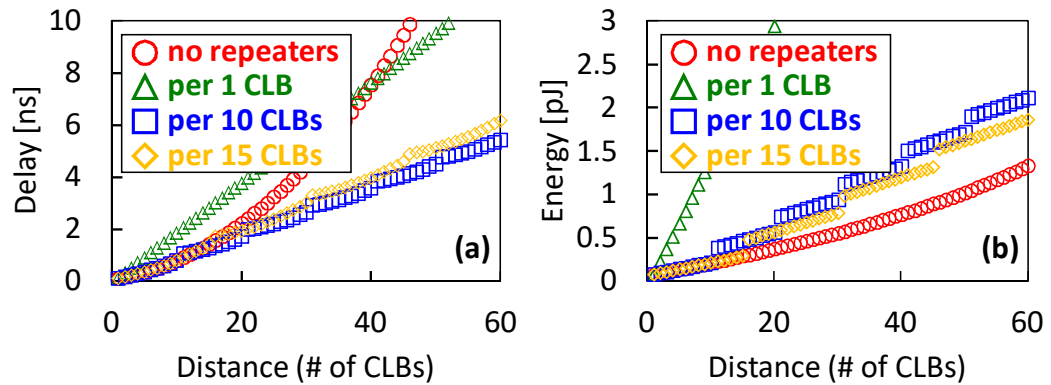 10
8
6
4
2
0
Delay [ns]
no repeaters
per 1 CLB
per 10 CLBs
per 15 CLBs
(a)
0 20 40 60
Distance (# of CLBs)
3
2.5
2
1.5
1
0.5
0
Energy [pJ]
no repeaters
per 1 CLB
per 10 CLBs
per 15 CLBs
(b)
0 20 40 60
Distance (# of CLBs)